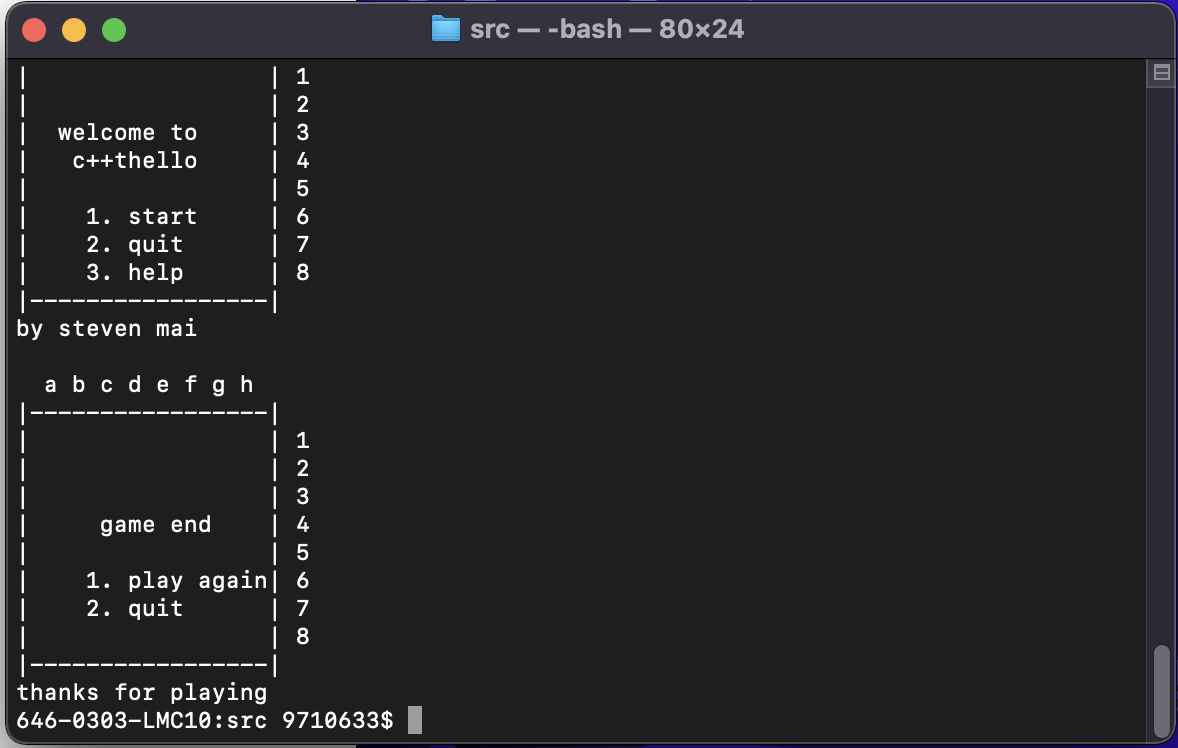 src — -bash — 80×24
|                 | 1
|                 | 2
|  welcome to     | 3
|   c++thello     | 4
|                 | 5
|    1. start     | 6
|    2. quit      | 7
|    3. help      | 8
|-----------------|
by steven mai

  a b c d e f g h
|-----------------|
|                 | 1
|                 | 2
|                 | 3
|     game end    | 4
|                 | 5
|    1. play again| 6
|    2. quit      | 7
|                 | 8
|-----------------|
thanks for playing
646-0303-LMC10:src 9710633$